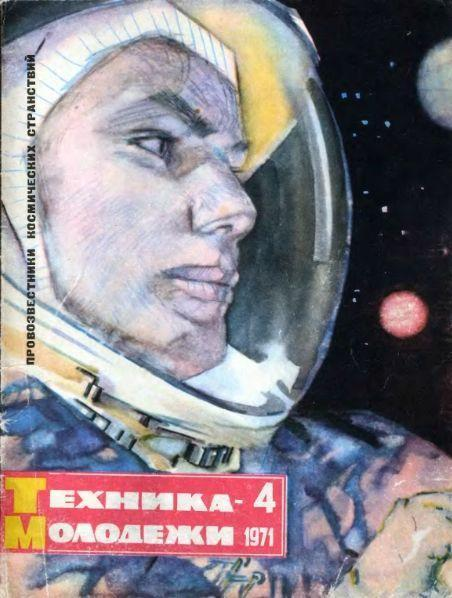 ПРОВОЗВЕСТНИКИ КОСМИЧЕСКИХ СТРАНСТВИЙ
ТЕХНИКА - 4
МОЛОДЕЖИ 1971